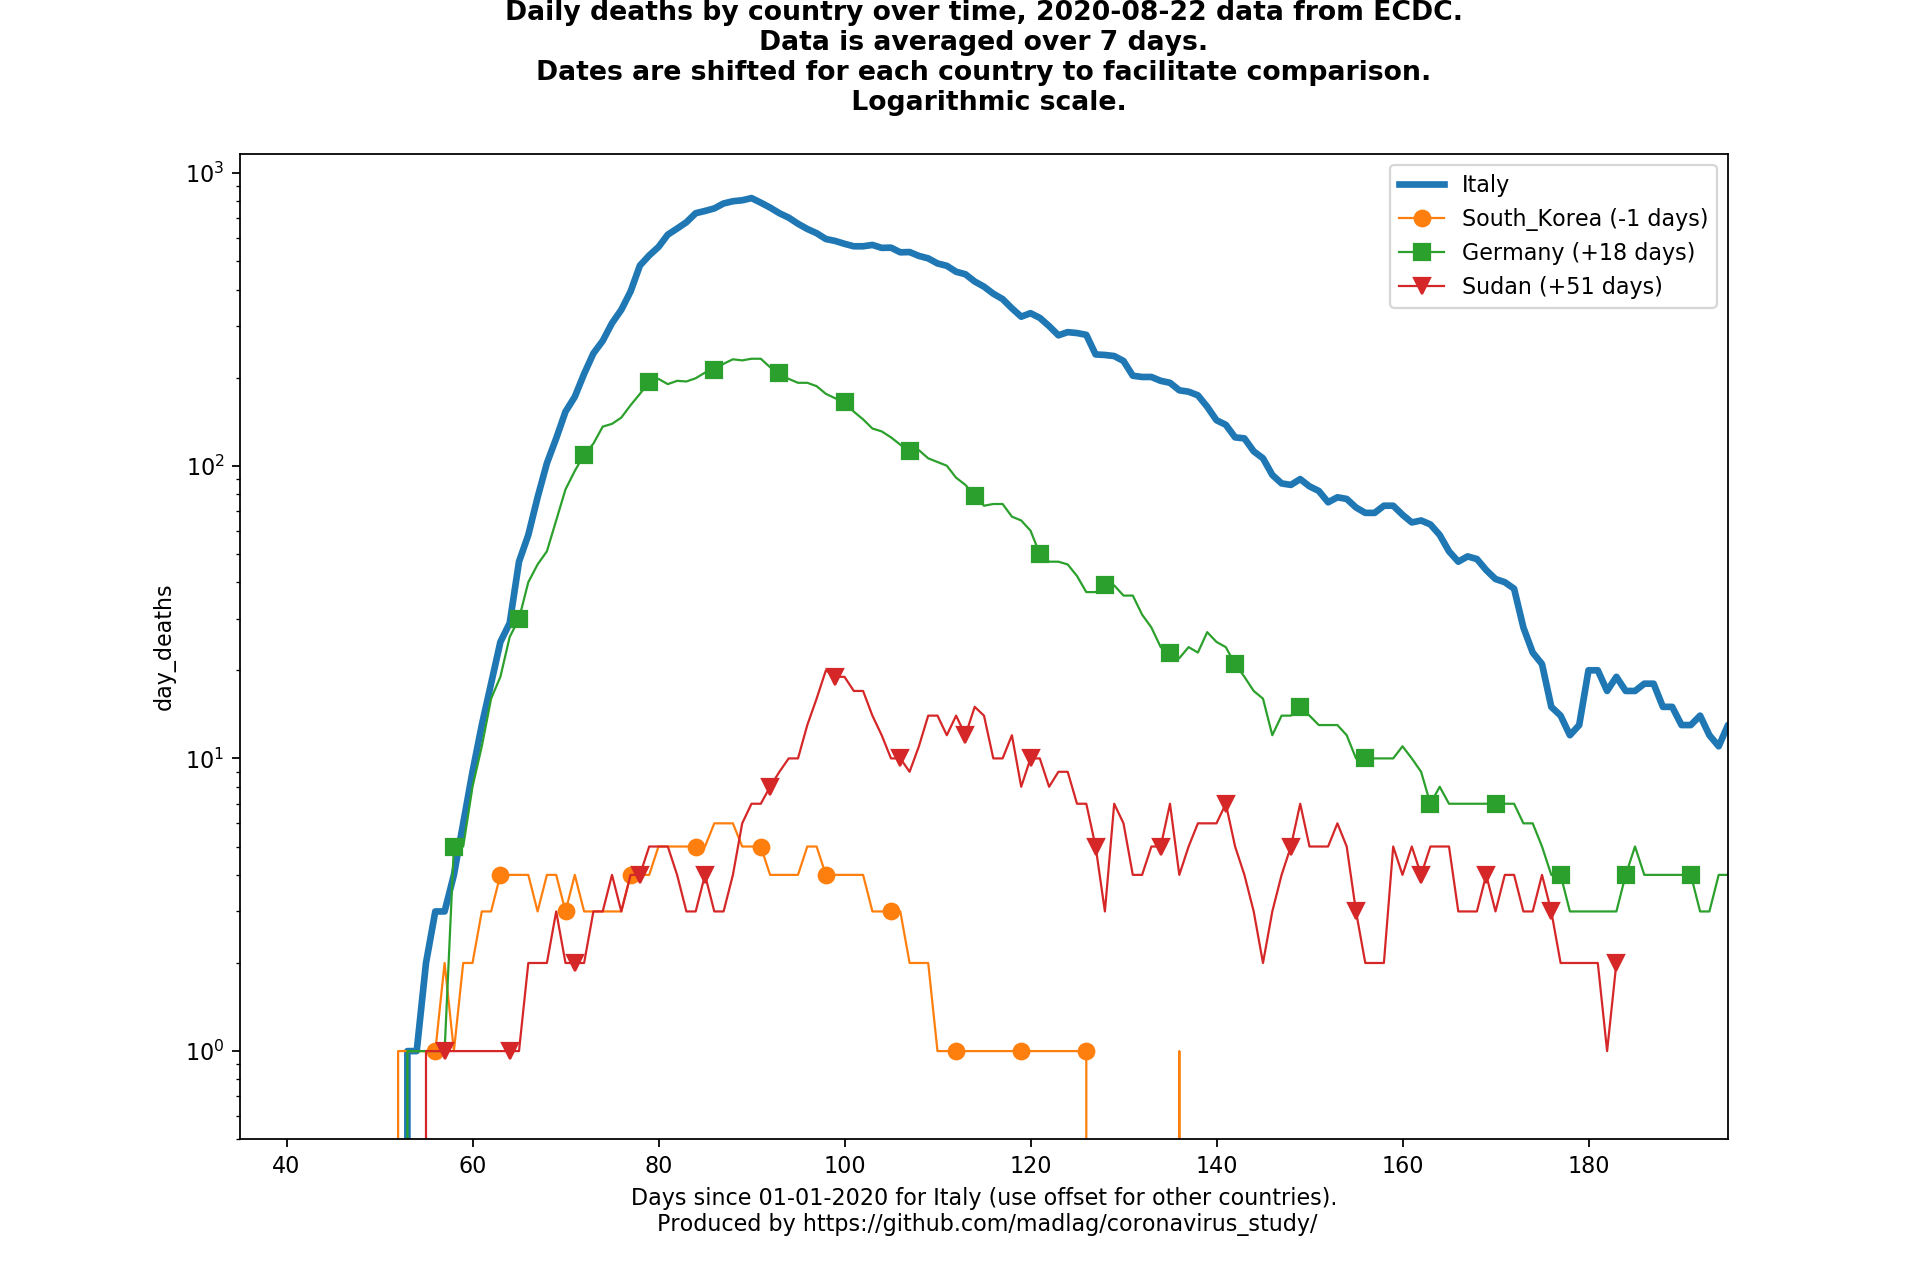 Daily deaths by country over time, 2020-08-22 data from ECDC.
Data is averaged over 7 days.
Dates are shifted for each country to facilitate comparison.
Logarithmic scale.
10³
10²
10¹
10⁰
day_deaths
Italy
South_Korea (-1 days)
Germany (+18 days)
Sudan (+51 days)
40 60 80 100 120 140 160 180
Days since 01-01-2020 for Italy (use offset for other countries).
Produced by https://github.com/madlag/coronavirus_study/